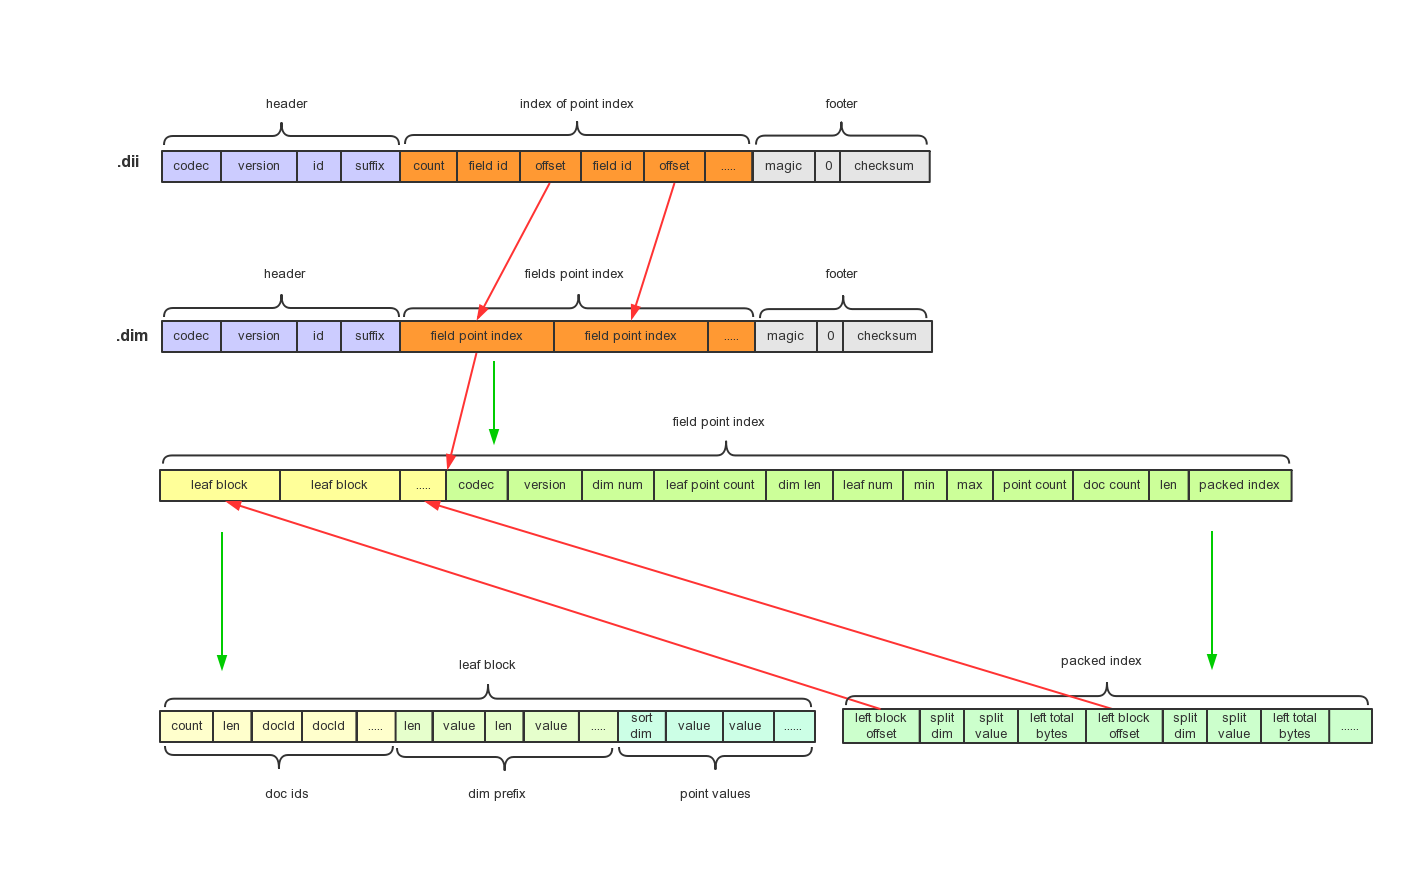 header index of point index footer
.dii codec version id suffix count field id offset field id offset ..... magic 0 checksum
header fields point index footer
.dim codec version id suffix field point index field point index ..... magic 0 checksum
field point index
leaf block leaf block ..... codec version dim num leaf point count dim len leaf num min max point count doc count len packed index
leaf block packed index
count len docId docId ..... len value len value ..... sort dim value value ...... left block offset split dim split value left total bytes left block offset split dim split value left total bytes ......
doc ids dim prefix point values